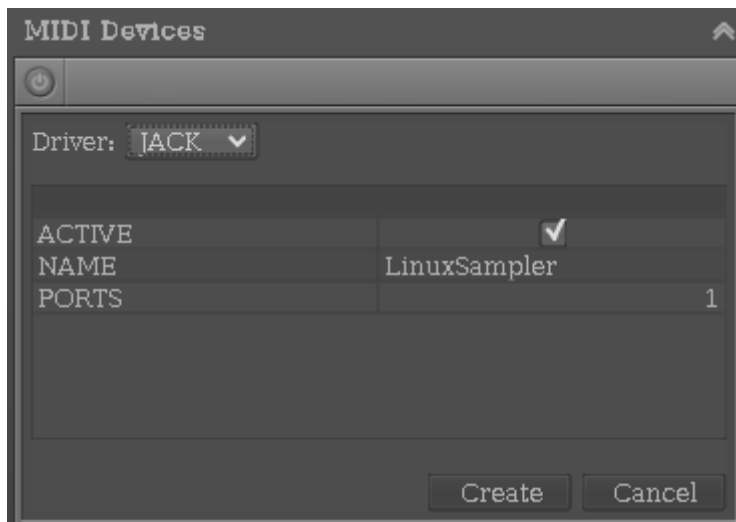 MIDI Devices
Driver: JACK
ACTIVE
NAME LinuxSampler
PORTS 1
Create Cancel